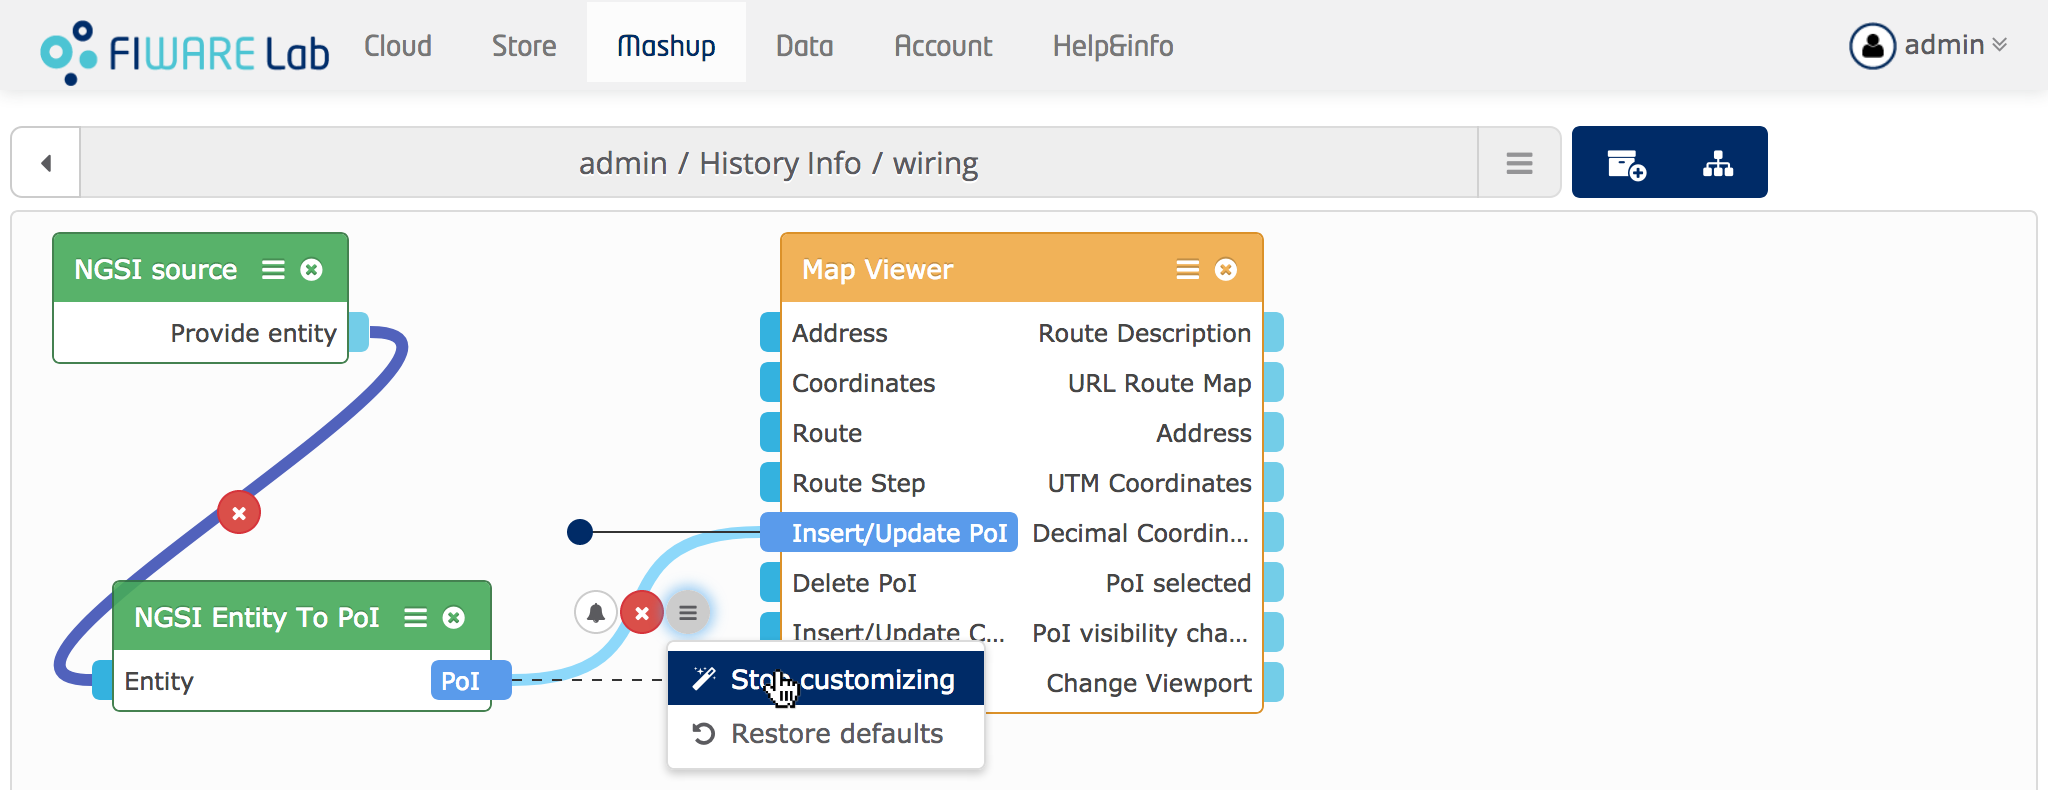 FIWARE Lab Cloud Store Mashup Data Account Help&info admin
admin / History Info / wiring
NGSI source
Provide entity
Map Viewer
Address Route Description
Coordinates URL Route Map
Route Address
Route Step UTM Coordinates
Insert/Update PoI Decimal Coordin...
Delete PoI PoI selected
Insert/Update C... PoI visibility cha...
Change Viewport
NGSI Entity To PoI
Entity PoI
customizing
Restore defaults